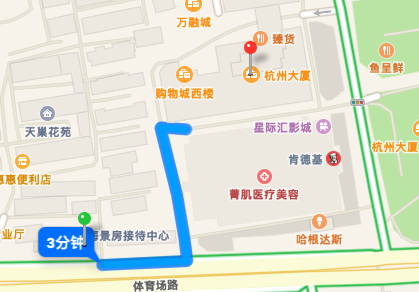 万融城
臻货
鱼呈鲜
杭州大厦
购物城西楼
星际汇影城
天巢花苑
杭州大厦
肯德基
惠便利店
菁肌医疗美容
业厅
景房接待中心
3分钟
哈根达斯
体育场路